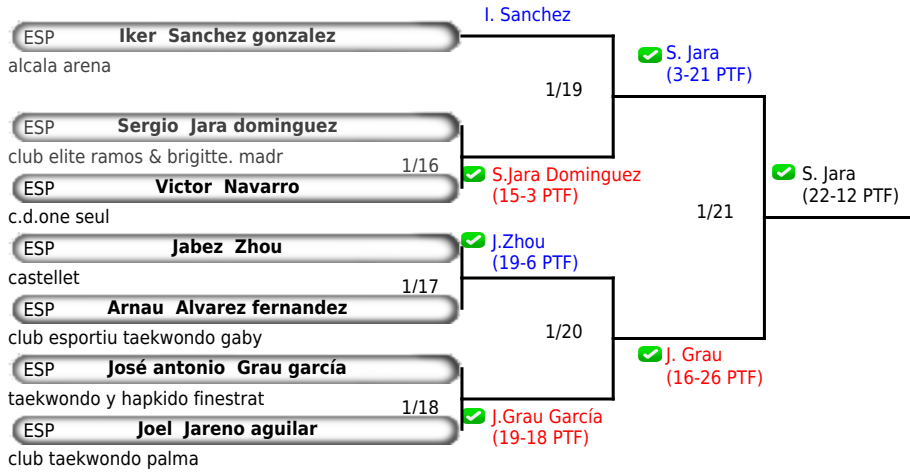 I. Sanchez
ESP Iker Sanchez gonzalez
alcala arena
S. Jara
(3-21 PTF)
1/19
ESP Sergio Jara dominguez
club elite ramos & brigitte. madr
1/16
S.Jara Dominguez
(15-3 PTF)
S. Jara
(22-12 PTF)
ESP Victor Navarro
c.d.one seul
1/21
ESP Jabez Zhou
J.Zhou
(19-6 PTF)
castellet
1/17
ESP Arnau Alvarez fernandez
club esportiu taekwondo gaby
1/20
J. Grau
(16-26 PTF)
ESP José antonio Grau garcía
taekwondo y hapkido finestrat
1/18
J.Grau García
(19-18 PTF)
ESP Joel Jareno aguilar
club taekwondo palma